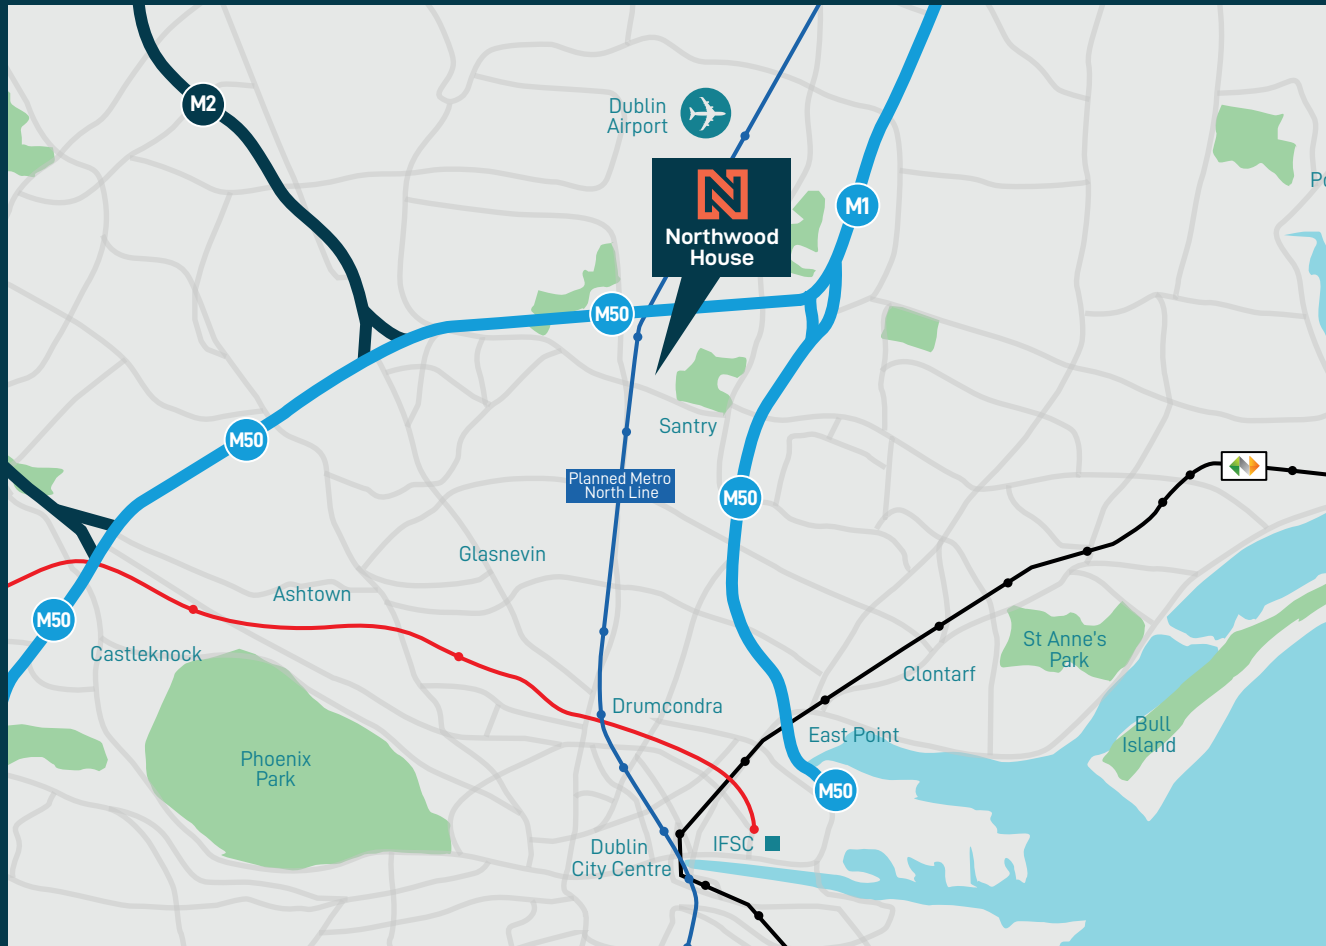 M2
Dublin
Airport
Po
M1
Northwood
House
M50
Santry
M50
Planned Metro
North Line
M50
Glasnevin
Ashtown
M50
Castleknock
St Anne's
Park
Clontarf
Drumcondra
East Point
Bull
Island
Phoenix
Park
M50
IFSC
Dublin
City Centre